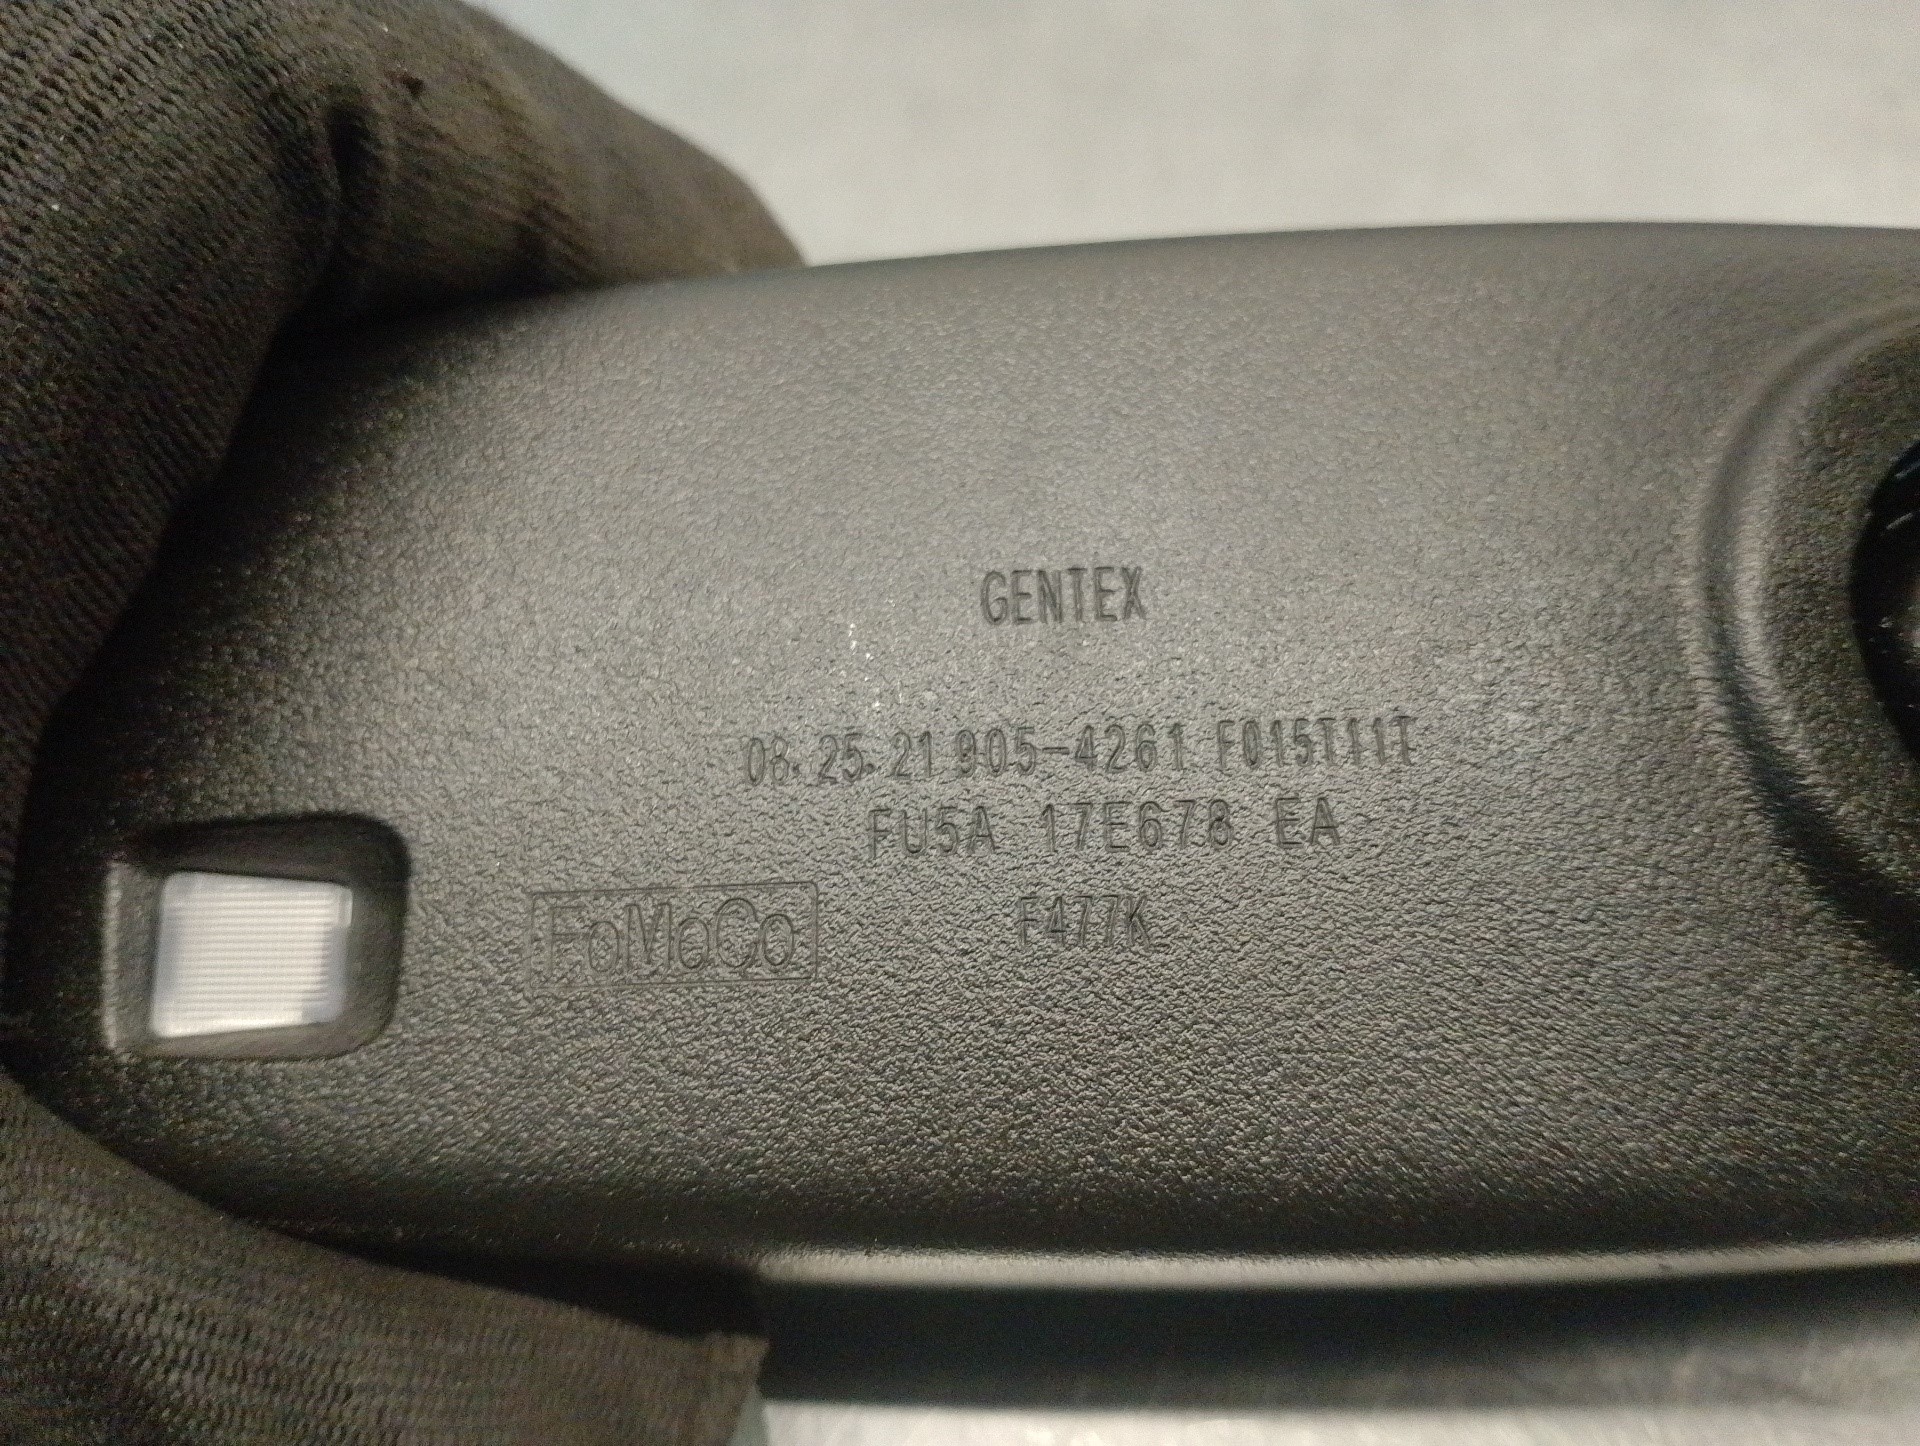 GENTEX
08.25.21 905-4261 F015T11T
FU5A 17E678 EA
FoMoCo F477K